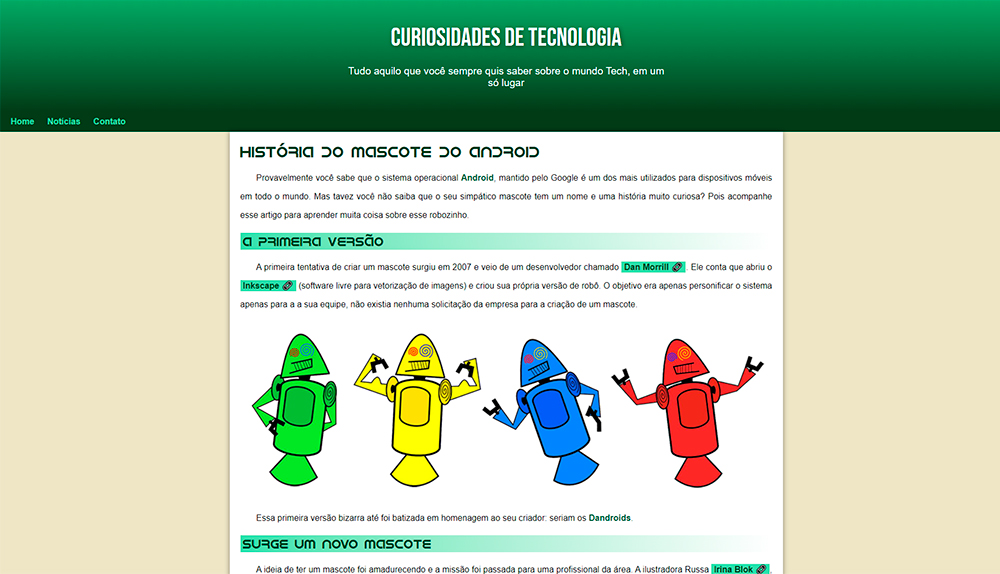 CURIOSIDADES DE TECNOLOGIA
Tudo aquilo que você sempre quis saber sobre o mundo Tech, em um
só lugar
Home Notícias Contato
HISTÓRIA DO MASCOTE DO ANDROID
Provavelmente você sabe que o sistema operacional Android, mantido pelo Google é um dos mais utilizados para dispositivos móveis
em todo o mundo. Mas tavez você não saiba que o seu simpático mascote tem um nome e uma história muito curiosa? Pois acompanhe
esse artigo para aprender muita coisa sobre esse robozinho.
A PRIMEIRA VERSÃO
A primeira tentativa de criar um mascote surgiu em 2007 e veio de um desenvolvedor chamado Dan Morrill. Ele conta que abriu o
Inkscape (software livre para vetorização de imagens) e criou sua própria versão de robô. O objetivo era apenas personificar o sistema
apenas para a a sua equipe, não existia nenhuma solicitação da empresa para a criação de um mascote.
Essa primeira versão bizarra até foi batizada em homenagem ao seu criador: seriam os Dandroids.
SURGE UM NOVO MASCOTE
A ideia de ter um mascote foi amadurecendo e a missão foi passada para uma profissional da área. A ilustradora Russa Irina Blok,